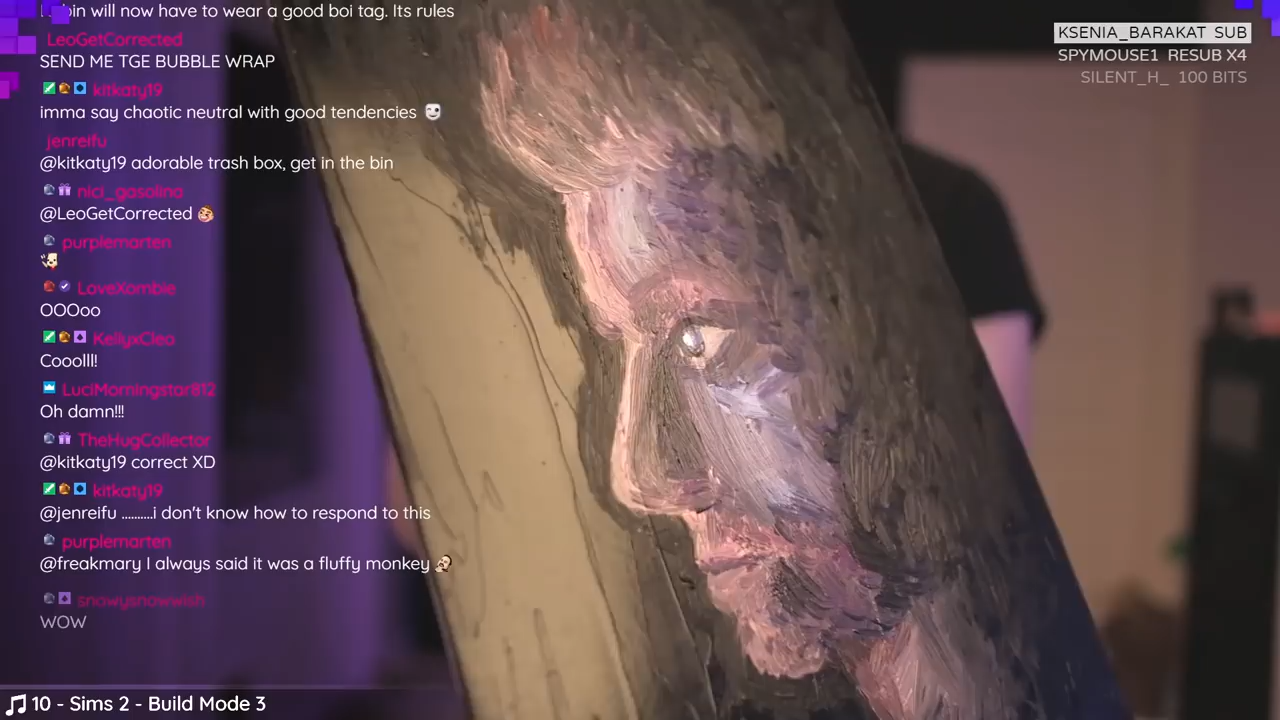 bin will now have to wear a good boi tag. Its rules
LeoGetCorrected
SEND ME TGE BUBBLE WRAP
kitkaty19
imma say chaotic neutral with good tendencies
jenreifu
@kitkaty19 adorable trash box, get in the bin
nici_gasolina
@LeoGetCorrected
purplemarten
LoveXombie
OOOoo
KellyxCleo
Cooolll!
LuciMorningstar812
Oh damn!!!
TheHugCollector
@kitkaty19 correct XD
kitkaty19
@jenreifu ..........i don't know how to respond to this
purplemarten
@freakmary I always said it was a fluffy monkey
snowysnowwish
WOW
10 - Sims 2 - Build Mode 3
KSENIA_BARAKAT SUB
SPYMOUSE1 RESUB X4
SILENT_H_ 100 BITS